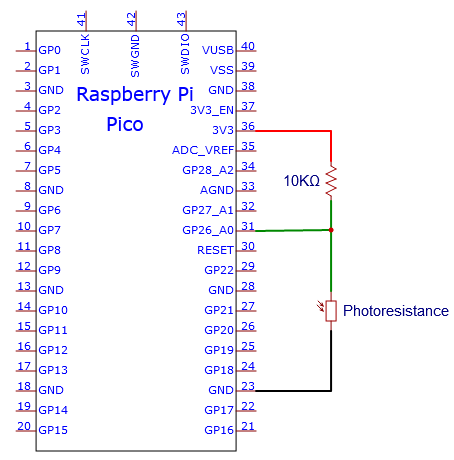 41 42 43
SWCLK SWGND SWDIO
1 GP0 VUSB 40
2 GP1 VSS 39
3 GND GND 38
4 GP2 3V3_EN 37
5 GP3 3V3 36
6 GP4 ADC_VREF 35
7 GP5 GP28_A2 34
8 GND AGND 33
9 GP6 GP27_A1 32
10 GP7 GP26_A0 31
11 GP8 RESET 30
12 GP9 GP22 29
13 GND GND 28
14 GP10 GP21 27
15 GP11 GP20 26
16 GP12 GP19 25
17 GP13 GP18 24
18 GND GND 23
19 GP14 GP17 22
20 GP15 GP16 21
Raspberry Pi
Pico
10KΩ
Photoresistance